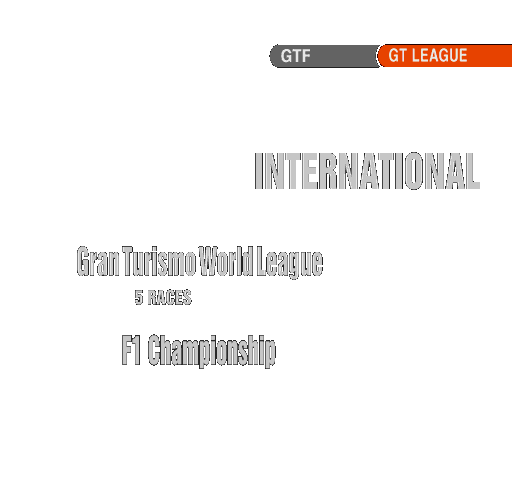 GTF GT LEAGUE
INTERNATIONAL
Gran Turismo World League
5 RACES
F1 Championship